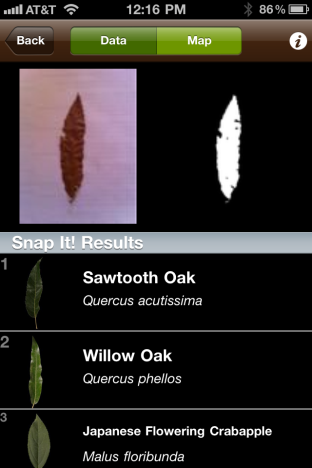 AT&T 12:16 PM 86%
Back Data Map i
Snap It! Results
1
Sawtooth Oak
Quercus acutissima
2
Willow Oak
Quercus phellos
3
Japanese Flowering Crabapple
Malus floribunda